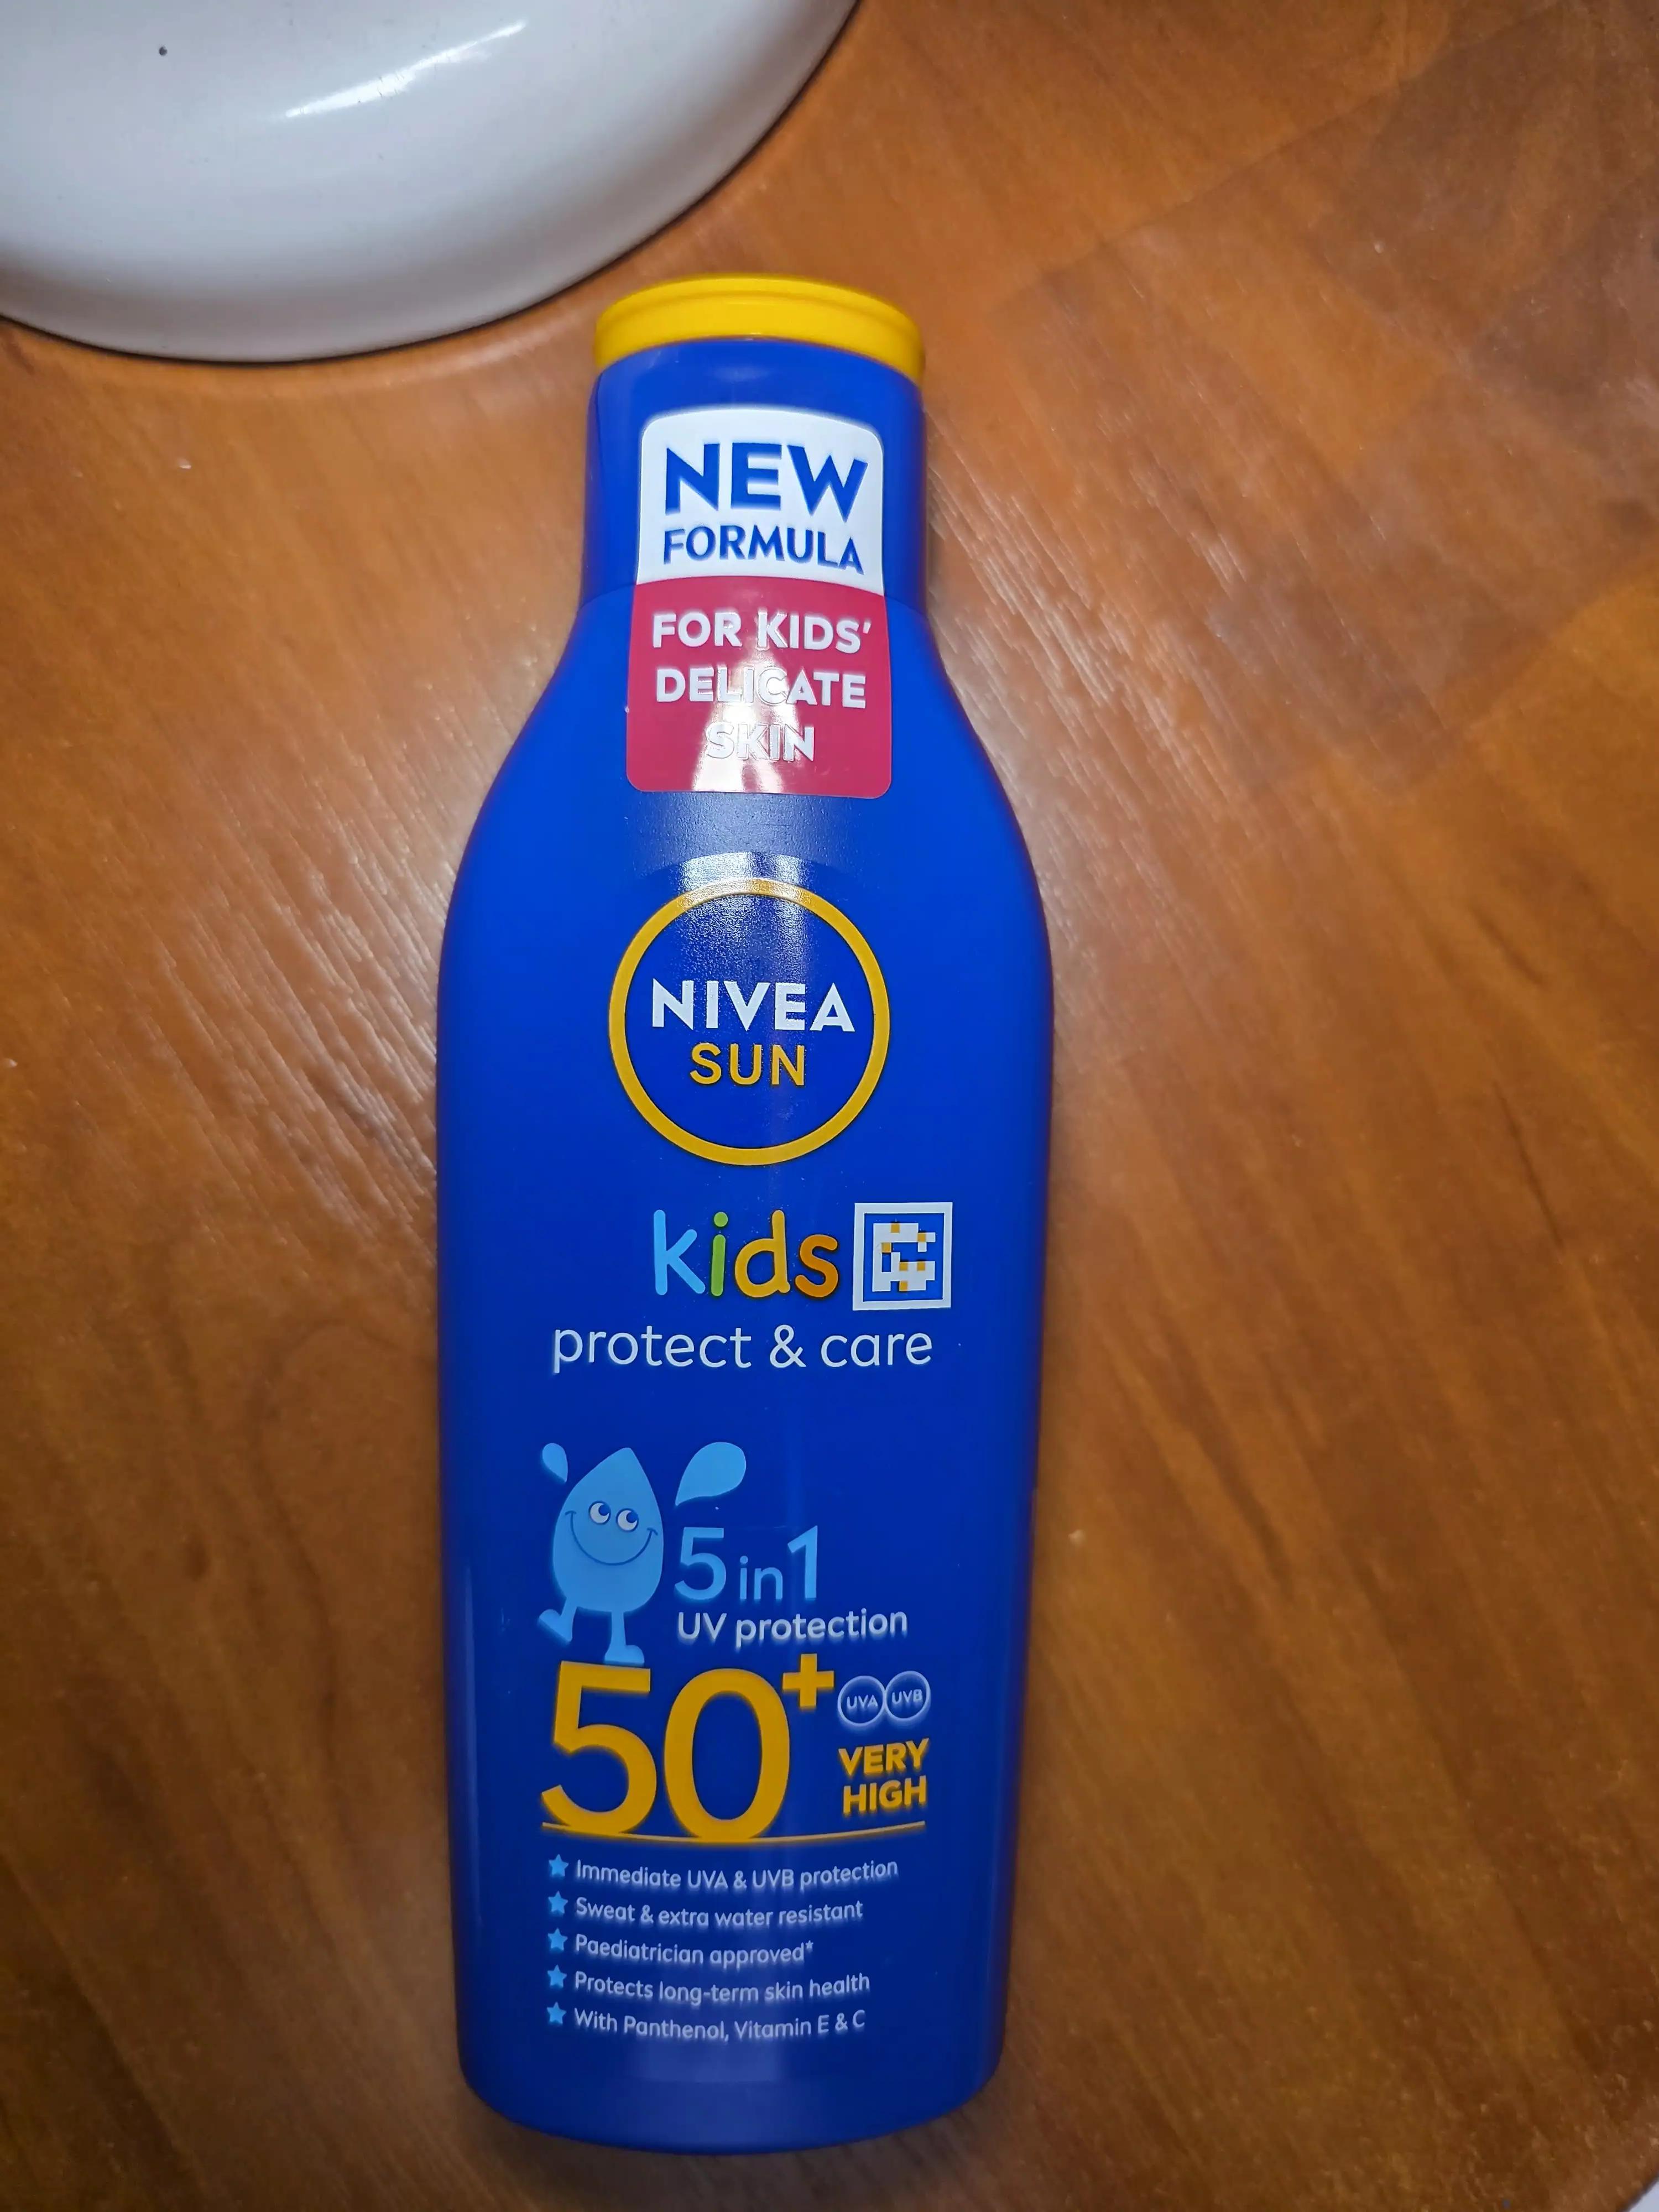 NEW
FORMULA
FOR KIDS'
DELICATE
SKIN
NIVEA
SUN
kids
protect & care
5 in 1
UV protection
50+
UVA UVB
VERY
HIGH
Immediate UVA & UVB protection
Sweat & extra water resistant
Paediatrician approved*
Protects long-term skin health
With Panthenol, Vitamin E & C